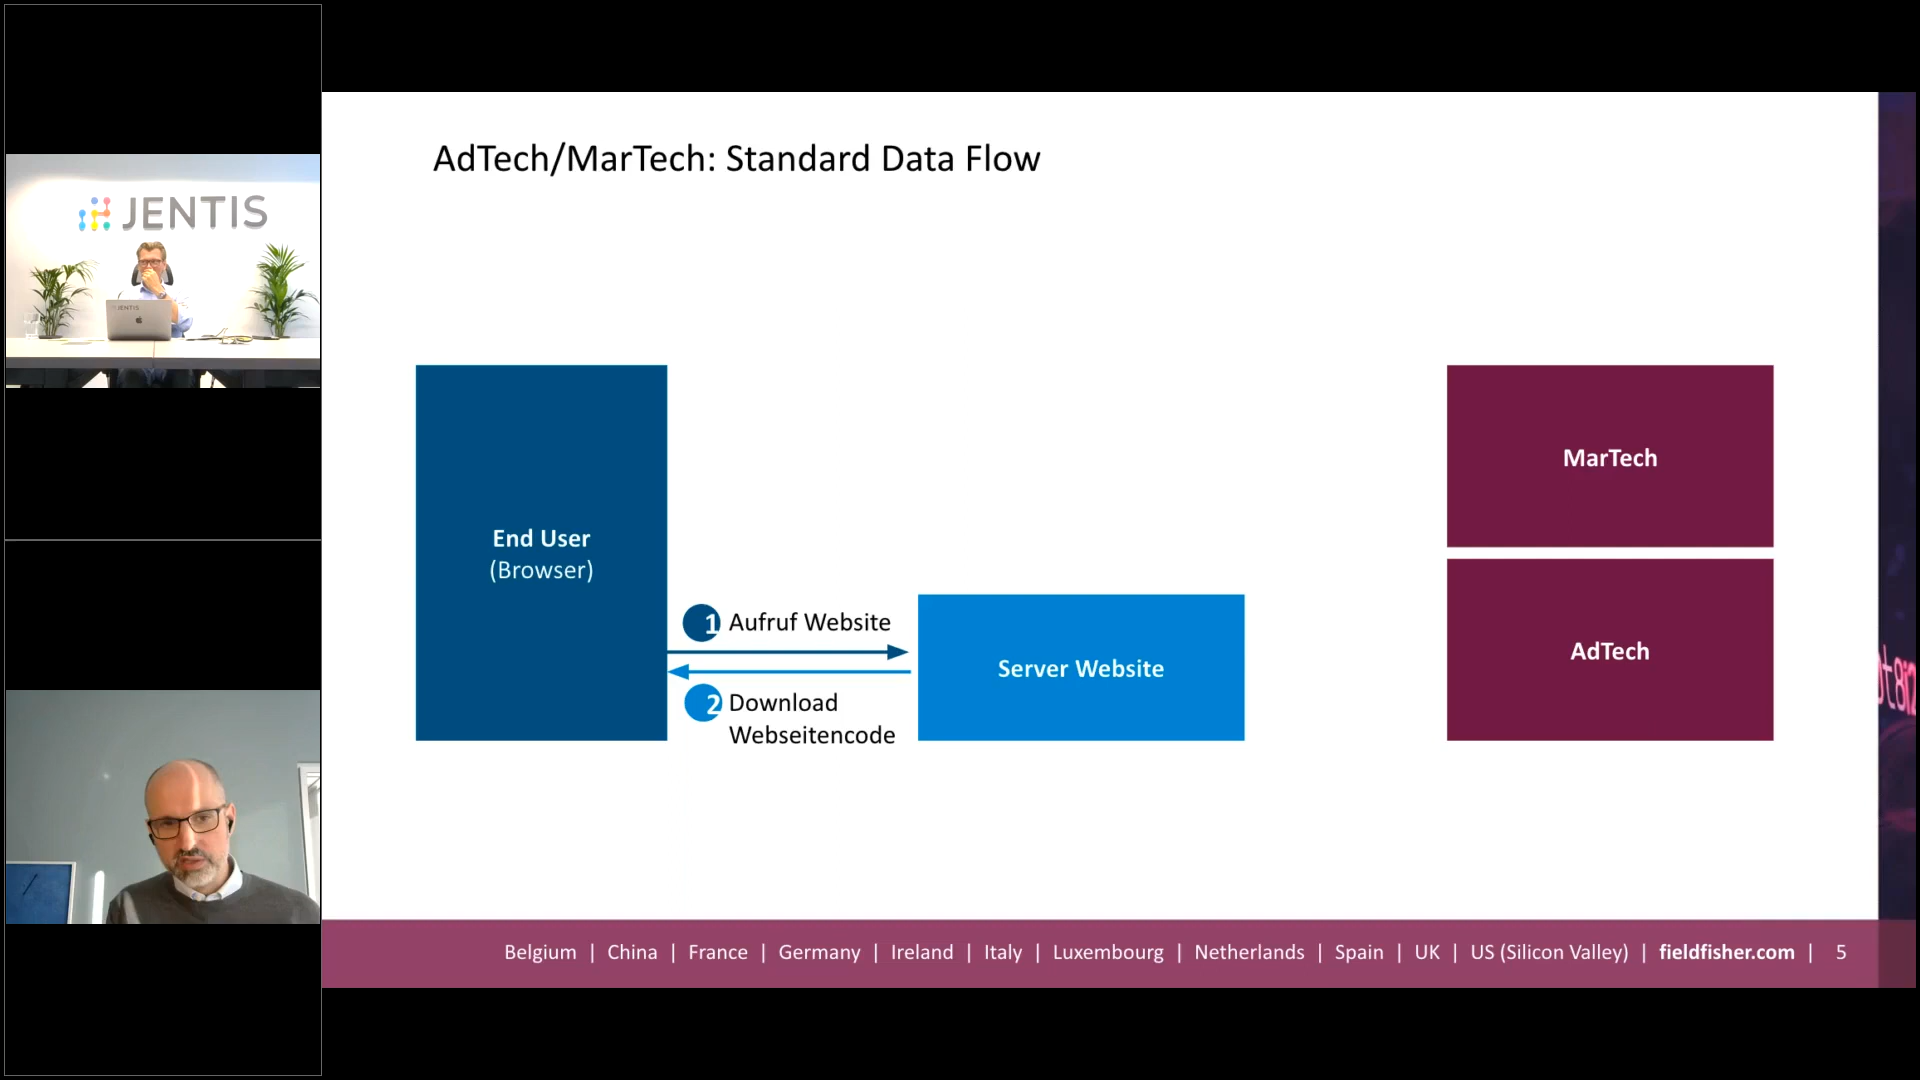 JENTIS
JENTIS
AdTech/MarTech: Standard Data Flow
End User
(Browser)
1 Aufruf Website
2 Download
Webseitencode
Server Website
MarTech
AdTech
Belgium | China | France | Germany | Ireland | Italy | Luxembourg | Netherlands | Spain | UK | US (Silicon Valley) | fieldfisher.com | 5